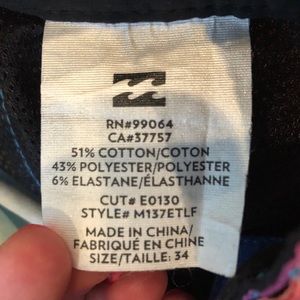 RN#99064
CA#37757
51% COTTON/COTON
43% POLYESTER/POLYESTER
6% ELASTANE/ÉLASTHANNE
CUT# E0130
STYLE# M137ETLF
MADE IN CHINA/
FABRIQUÉ EN CHINE
SIZE/TAILLE: 34